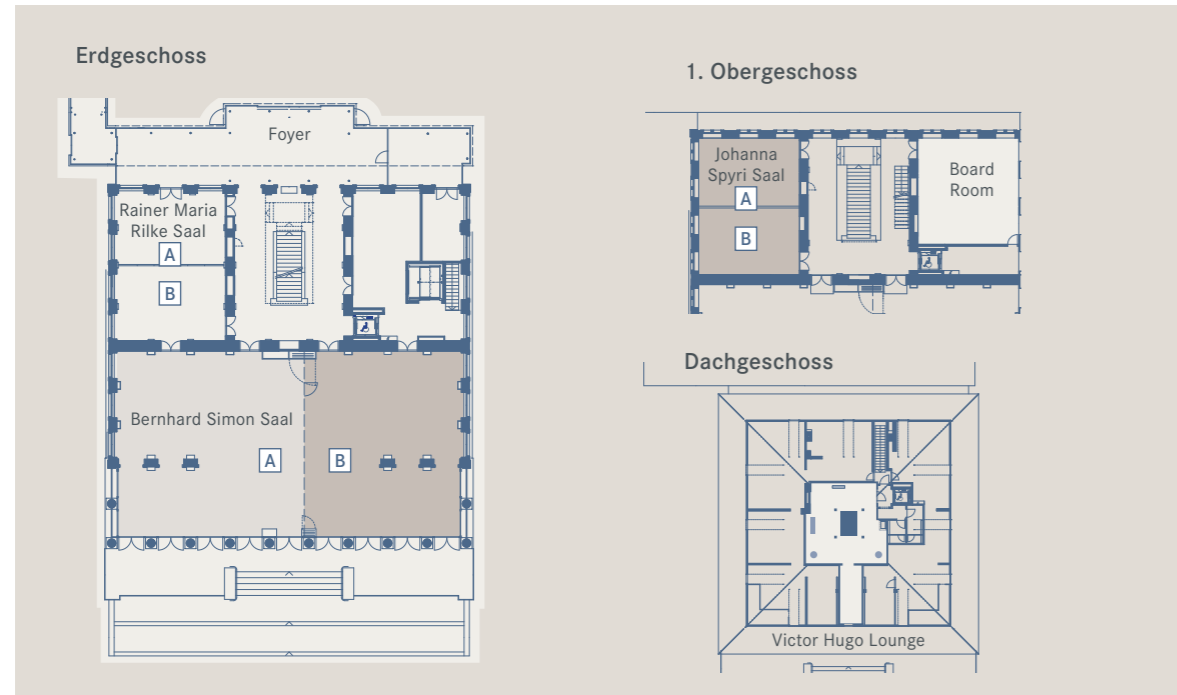 Erdgeschoss
Foyer
Rainer Maria
Rilke Saal
A
B
Bernhard Simon Saal
A
B
1. Obergeschoss
Johanna
Spyri Saal
A
B
Board
Room
Dachgeschoss
Victor Hugo Lounge